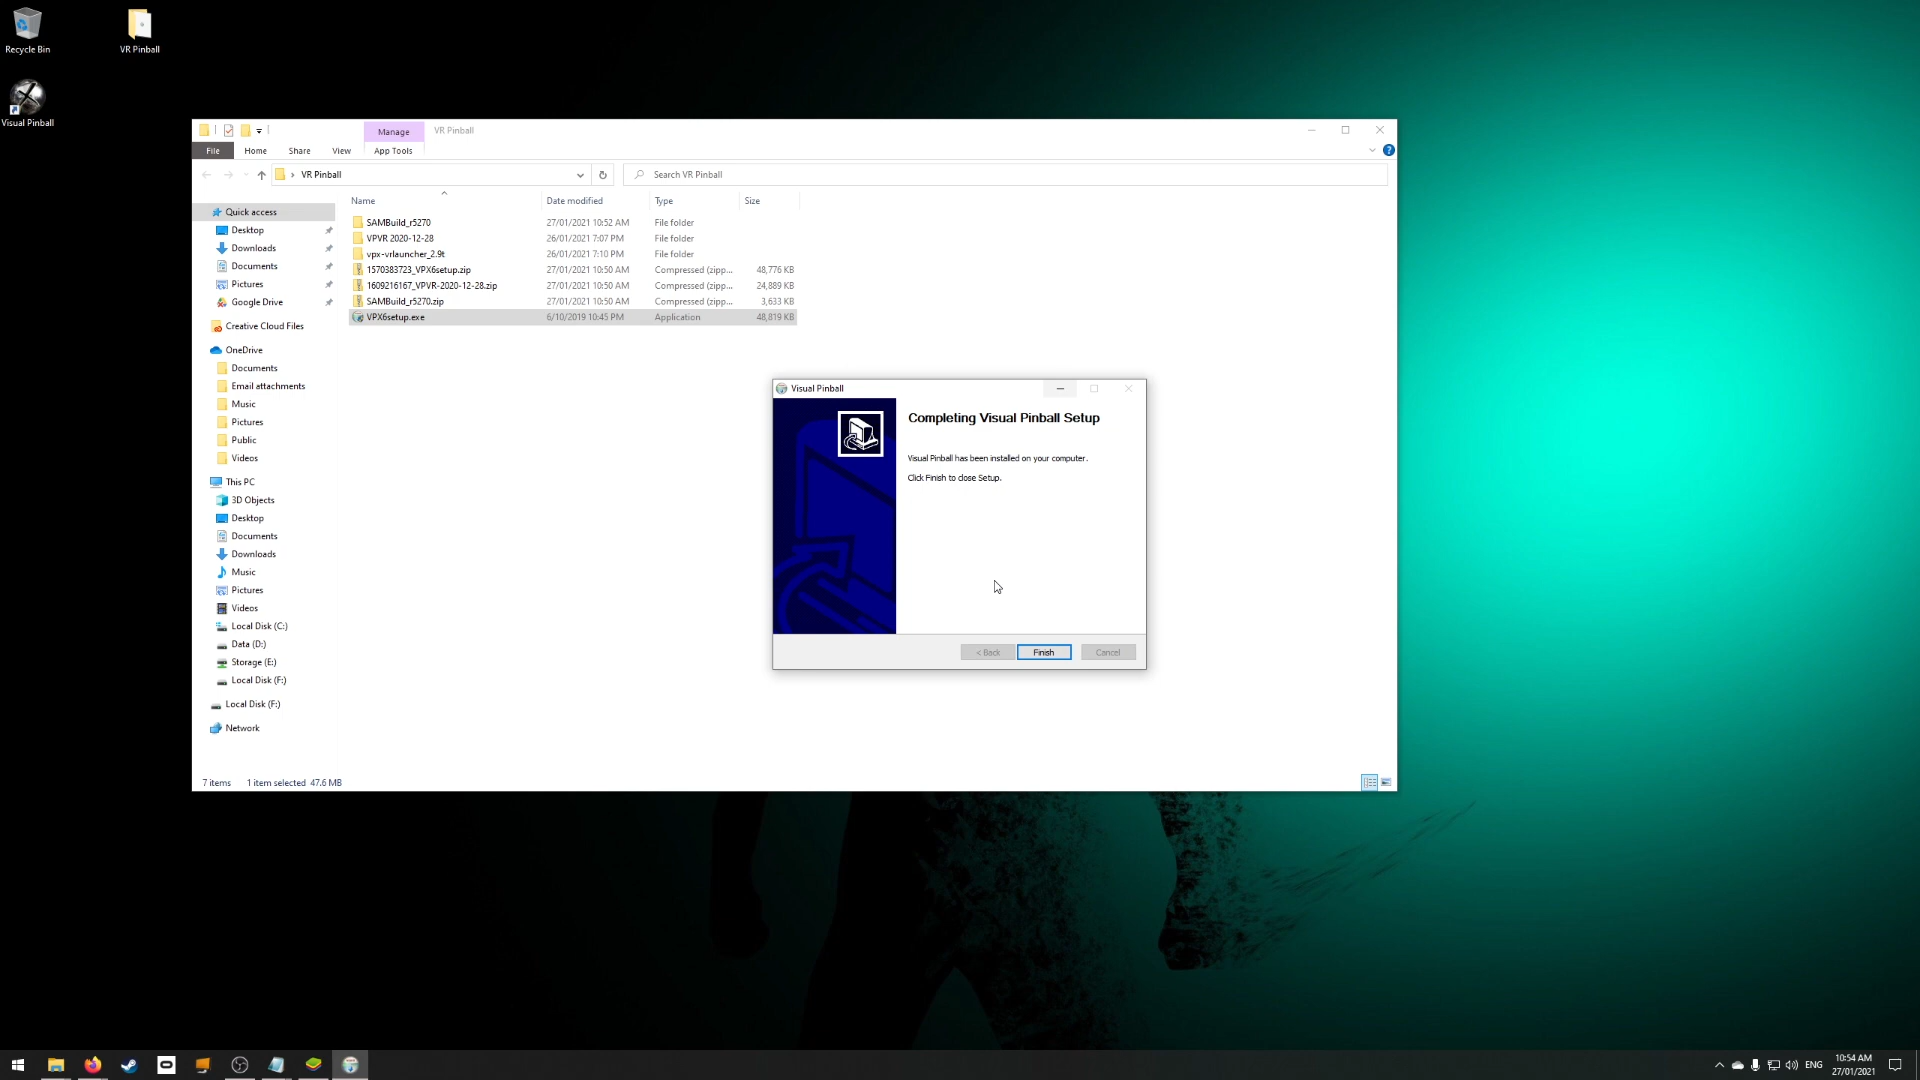 Recycle Bin
VR Pinball
Visual Pinball
Manage
VR Pinball
File
Home
Share
View
App Tools
VR Pinball
Search VR Pinball
Name
Date modified
Type
Size
SAMBuild_r5270
27/01/2021 10:52 AM
File folder
VPVR 2020-12-28
26/01/2021 7:07 PM
File folder
vpx-vrlauncher_2.9t
26/01/2021 7:10 PM
File folder
1570383723_VPX6setup.zip
27/01/2021 10:50 AM
Compressed (zipp...
48,776 KB
1609216167_VPVR-2020-12-28.zip
27/01/2021 10:50 AM
Compressed (zipp...
24,889 KB
SAMBuild_r5270.zip
27/01/2021 10:50 AM
Compressed (zipp...
3,633 KB
VPX6setup.exe
6/10/2019 10:45 PM
Application
48,819 KB
Quick access
Desktop
Downloads
Documents
Pictures
Google Drive
Creative Cloud Files
OneDrive
Documents
Email attachments
Music
Pictures
Public
Videos
This PC
3D Objects
Desktop
Documents
Downloads
Music
Pictures
Videos
Local Disk (C:)
Data (D:)
Storage (E:)
Local Disk (F:)
Local Disk (F:)
Network
7 items
1 item selected 47.6 MB
Visual Pinball
Completing Visual Pinball Setup
Visual Pinball has been installed on your computer.
Click Finish to close Setup.
< Back
Finish
Cancel
ENG
10:54 AM
27/01/2021